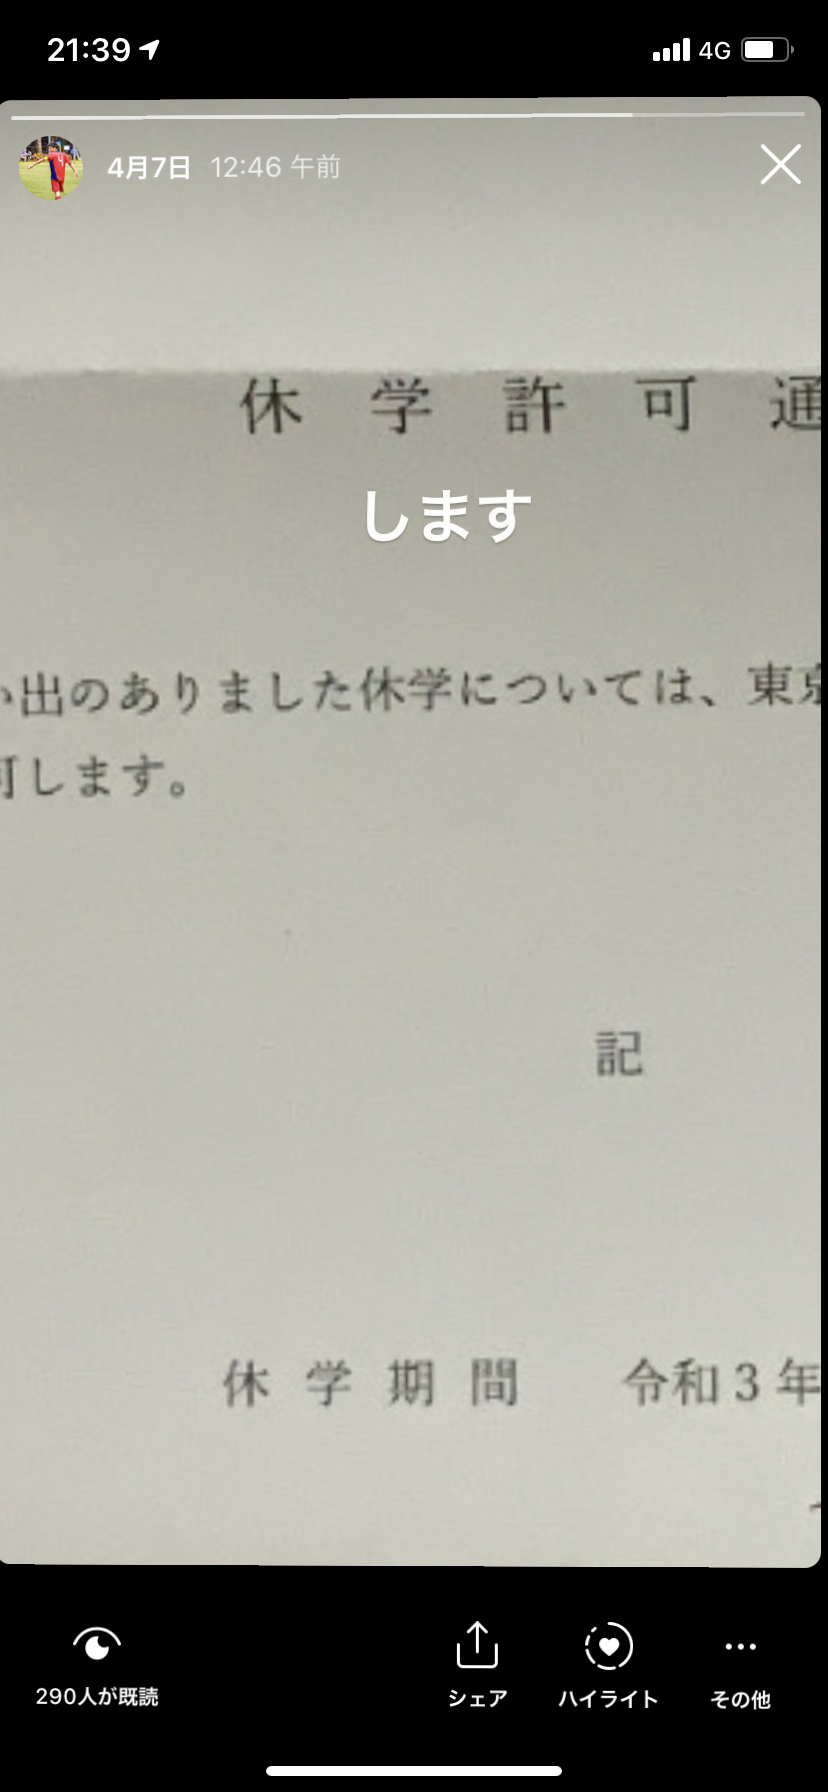 21:39 4G
4月7日 12:46 午前
休学許可通
します
い出のありました休学については、東京
可します。
記
休学期間 令和3年
290人が既読 シェア ハイライト その他